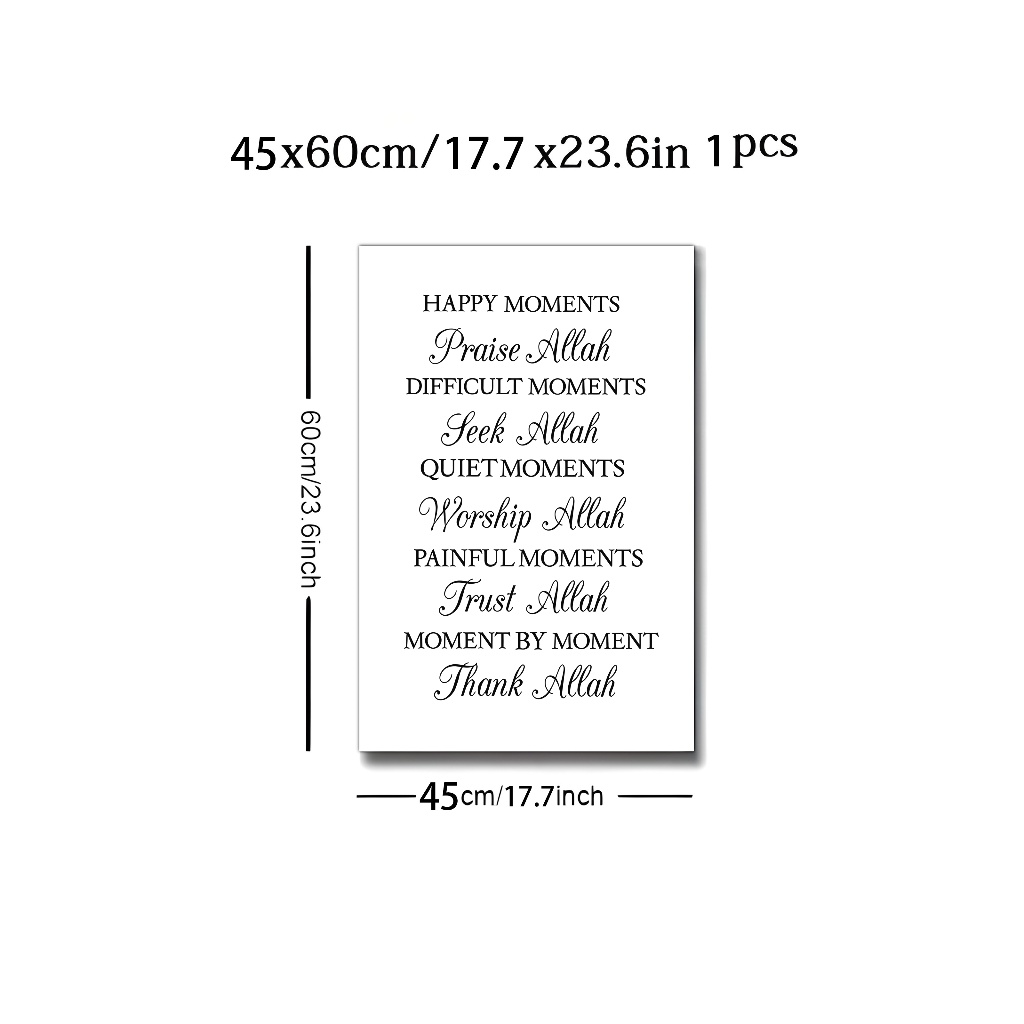 45x60cm/17.7 x23.6in 1pcs
HAPPY MOMENTS
Praise Allah
DIFFICULT MOMENTS
Seek Allah
QUIET MOMENTS
Worship Allah
PAINFUL MOMENTS
Trust Allah
MOMENT BY MOMENT
Thank Allah
60cm/23.6inch
45cm/17.7inch